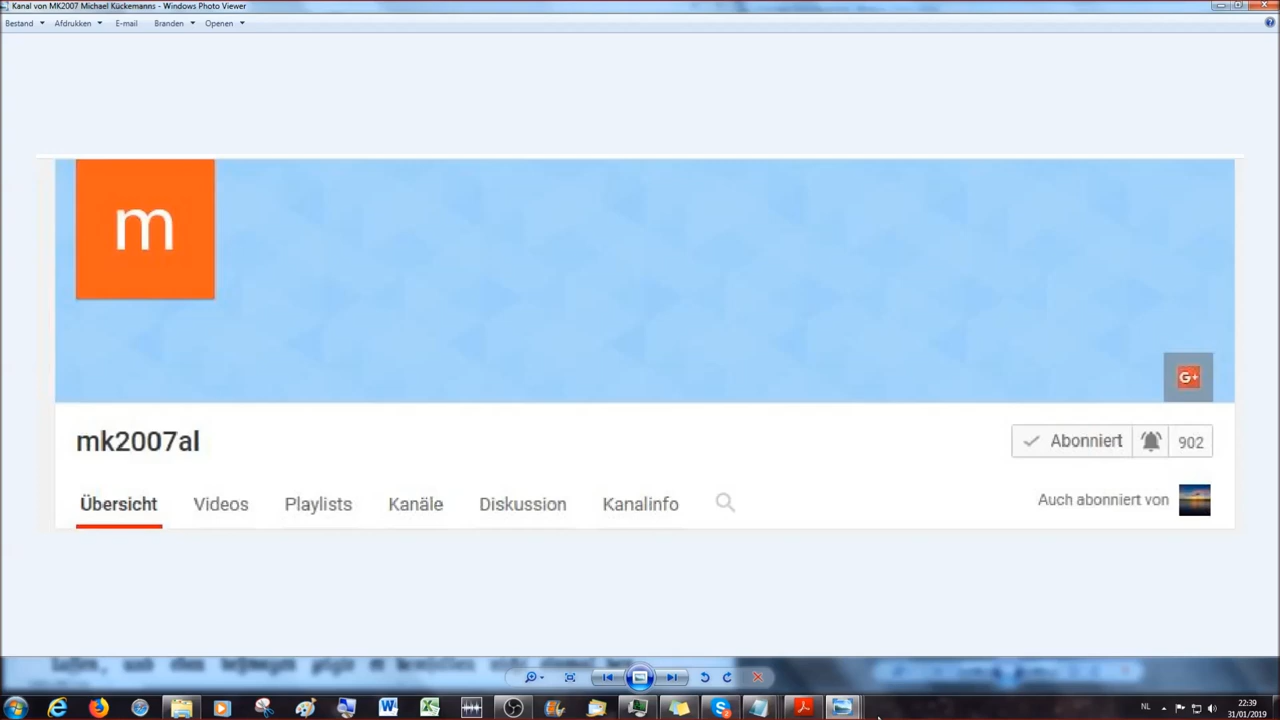 Kanal von MK2007 Michael Kückemanns - Windows Photo Viewer
Bestand Afdrukken E-mail Branden Openen
m
G+
mk2007al
Abonniert 902
Übersicht Videos Playlists Kanäle Diskussion Kanalinfo
Auch abonniert von
NL 22:39
31/01/2019